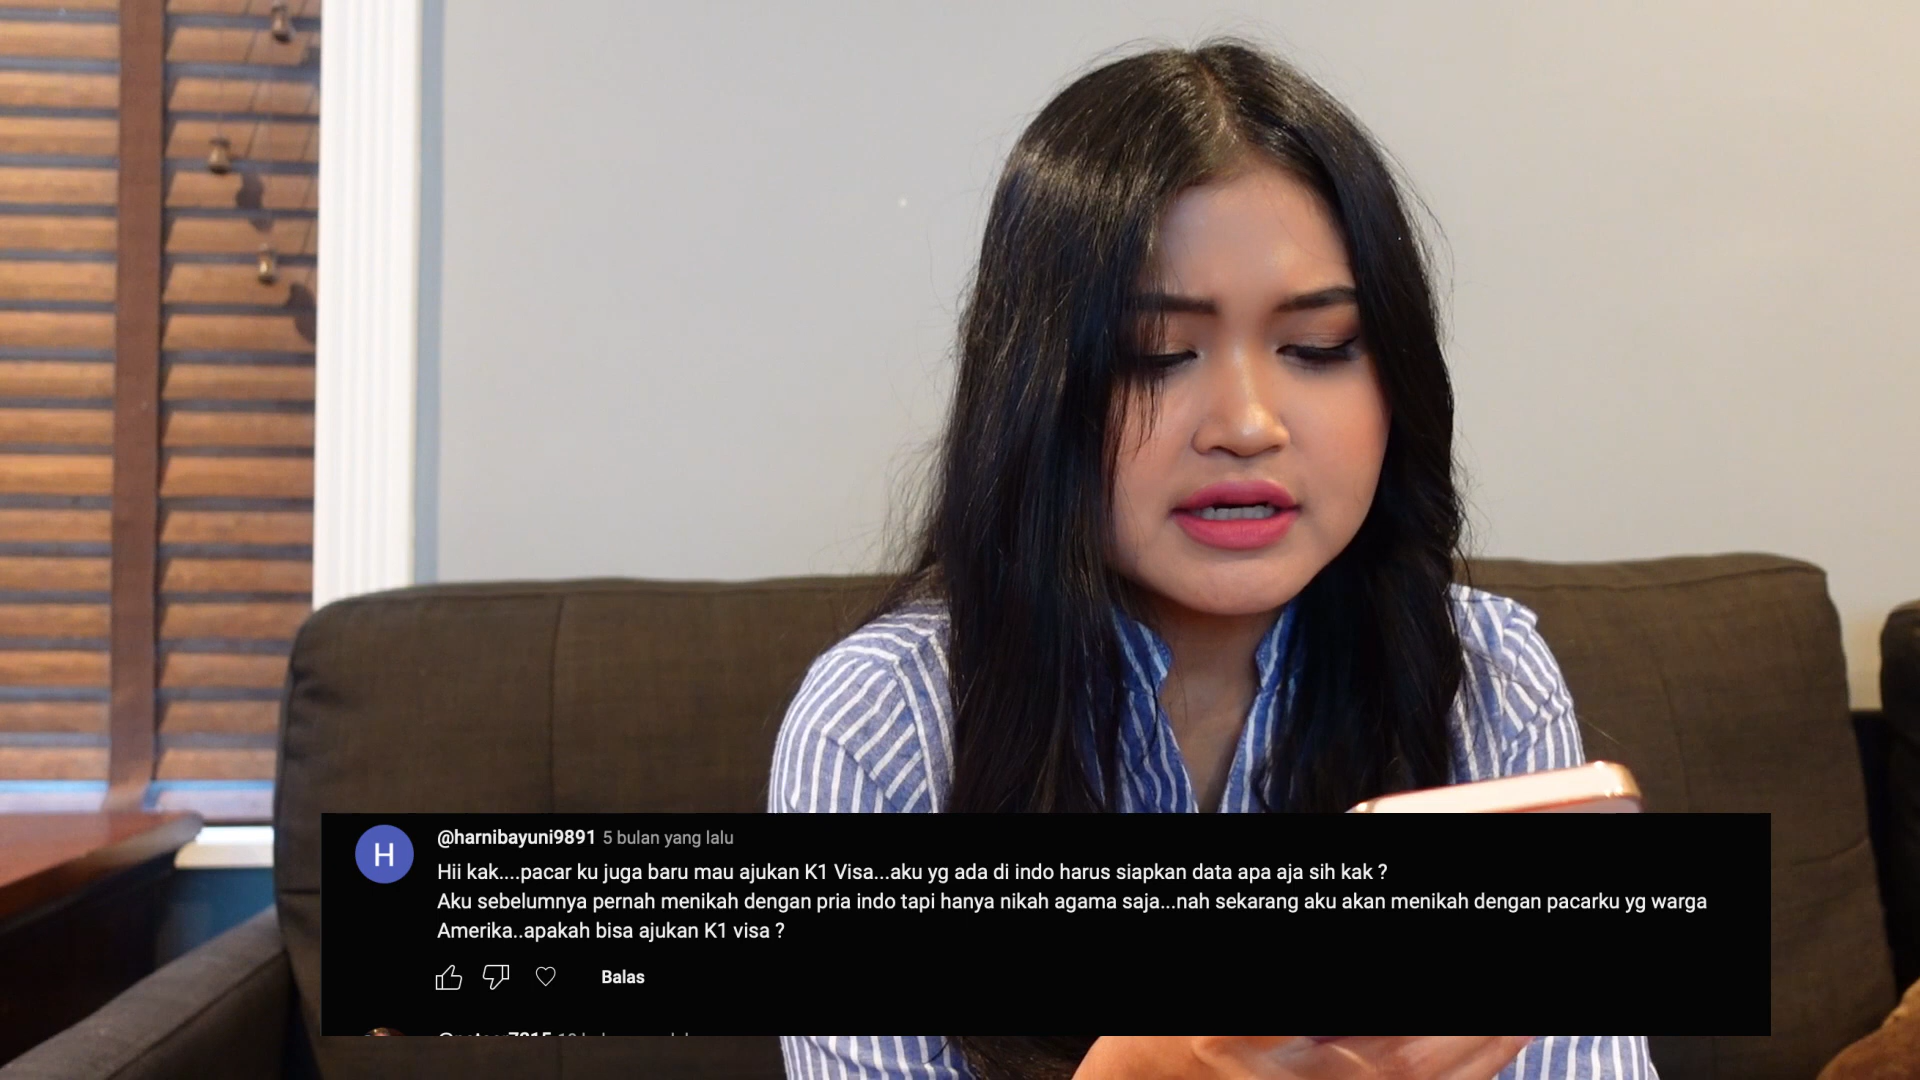 H
@harnibayuni9891 5 bulan yang lalu
Hii kak....pacar ku juga baru mau ajukan K1 Visa...aku yg ada di indo harus siapkan data apa aja sih kak ?
Aku sebelumnya pernah menikah dengan pria indo tapi hanya nikah agama saja...nah sekarang aku akan menikah dengan pacarku yg warga
Amerika..apakah bisa ajukan K1 visa ?
Balas